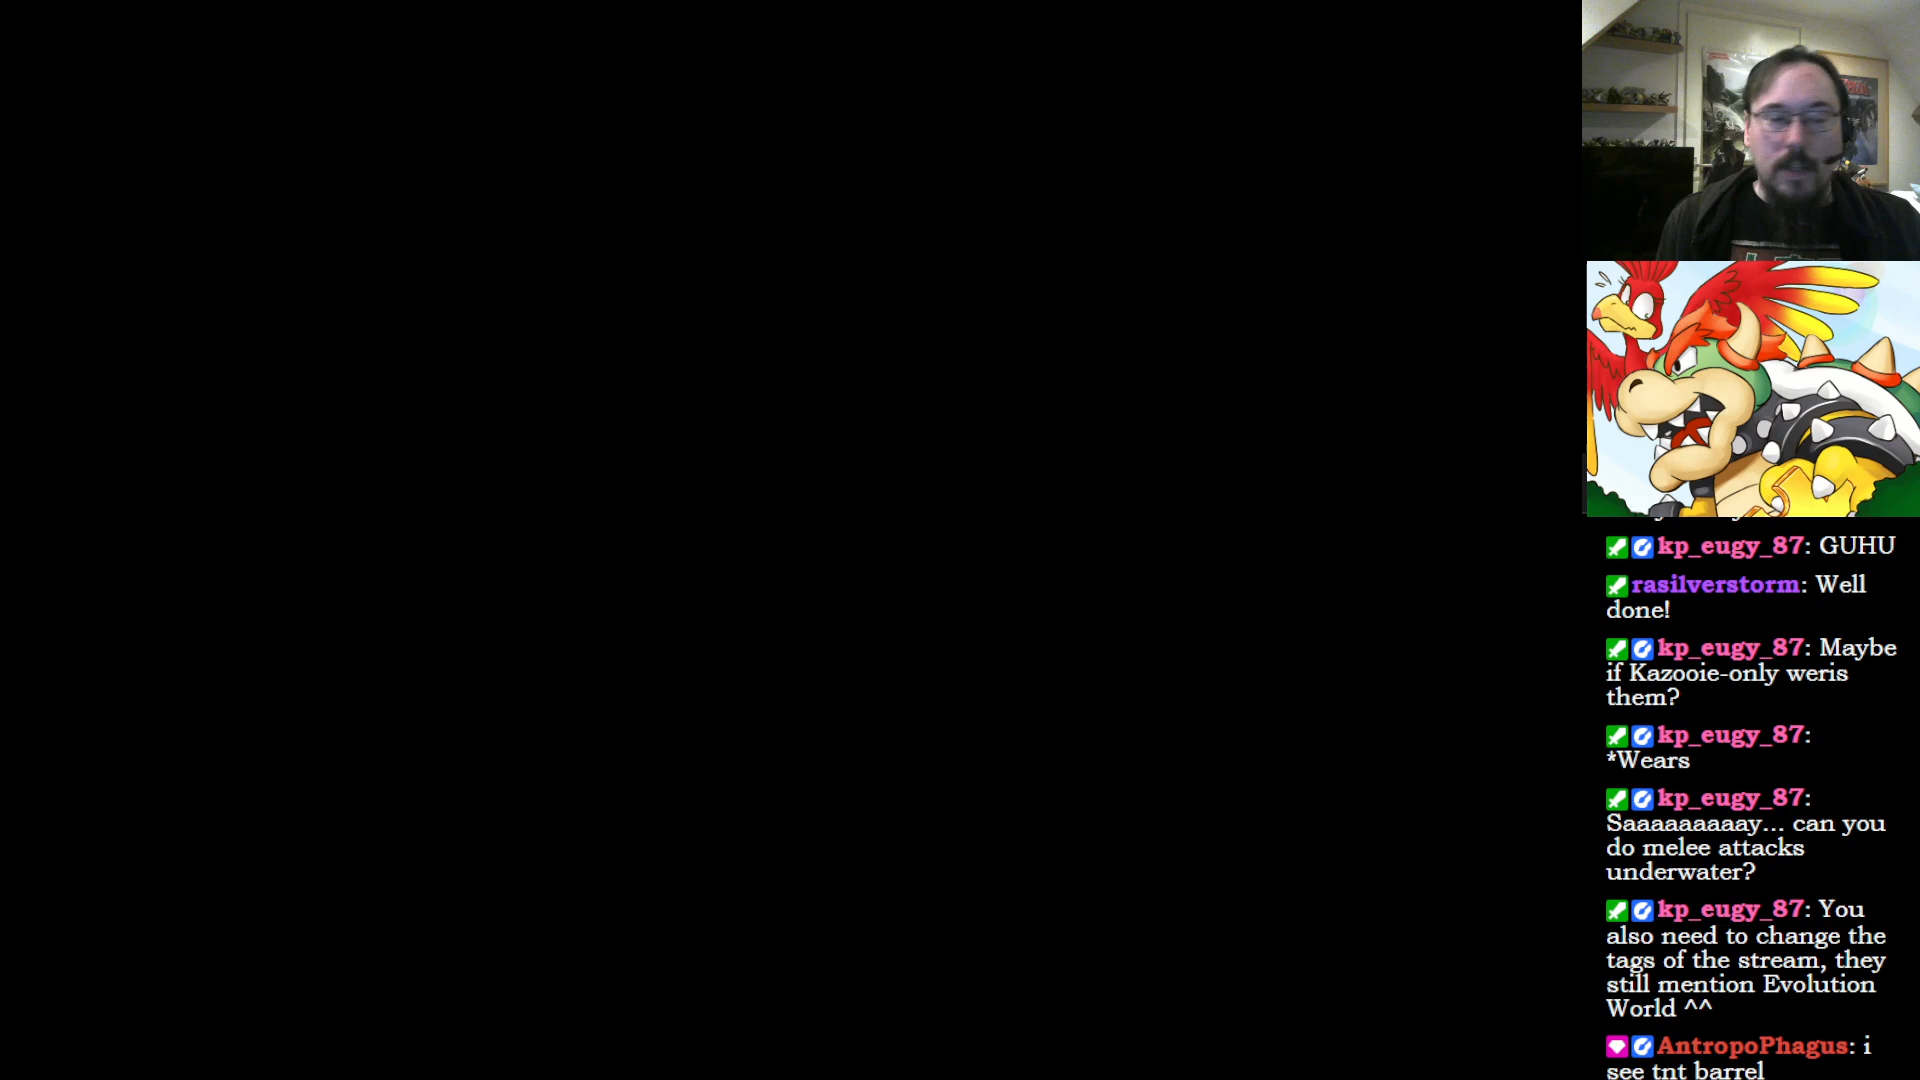 kp_eugy_87: GUHU
rasilverstorm: Well
done!
kp_eugy_87: Maybe
if Kazooie-only weris
them?
kp_eugy_87:
*Wears
kp_eugy_87:
Saaaaaaaaay... can you
do melee attacks
underwater?
kp_eugy_87: You
also need to change the
tags of the stream, they
still mention Evolution
World ^^
AntropoPhagus: i
see tnt barrel